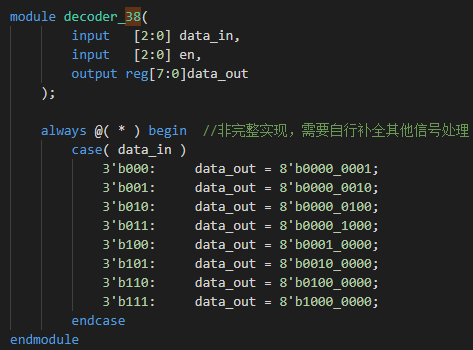 module decoder_38(
input [2:0] data_in,
input [2:0] en,
output reg[7:0]data_out
);
always @( * ) begin //非完整实现，需要自行补全其他信号处理
case( data_in )
3'b000: data_out = 8'b0000_0001;
3'b001: data_out = 8'b0000_0010;
3'b010: data_out = 8'b0000_0100;
3'b011: data_out = 8'b0000_1000;
3'b100: data_out = 8'b0001_0000;
3'b101: data_out = 8'b0010_0000;
3'b110: data_out = 8'b0100_0000;
3'b111: data_out = 8'b1000_0000;
endcase
endmodule